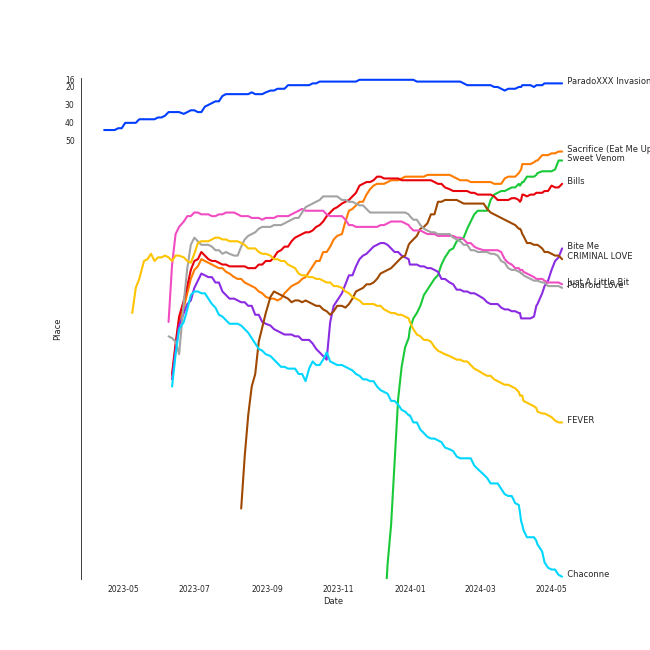 16
20
30
40
50
ParadoXXX Invasion
Sacrifice (Eat Me Up
Sweet Venom
Bills
Bite Me
CRIMINAL LOVE
Just A Little Bit
Polaroid Love
FEVER
Chaconne
Place
2023-05
2023-07
2023-09
2023-11
2024-01
2024-03
2024-05
Date